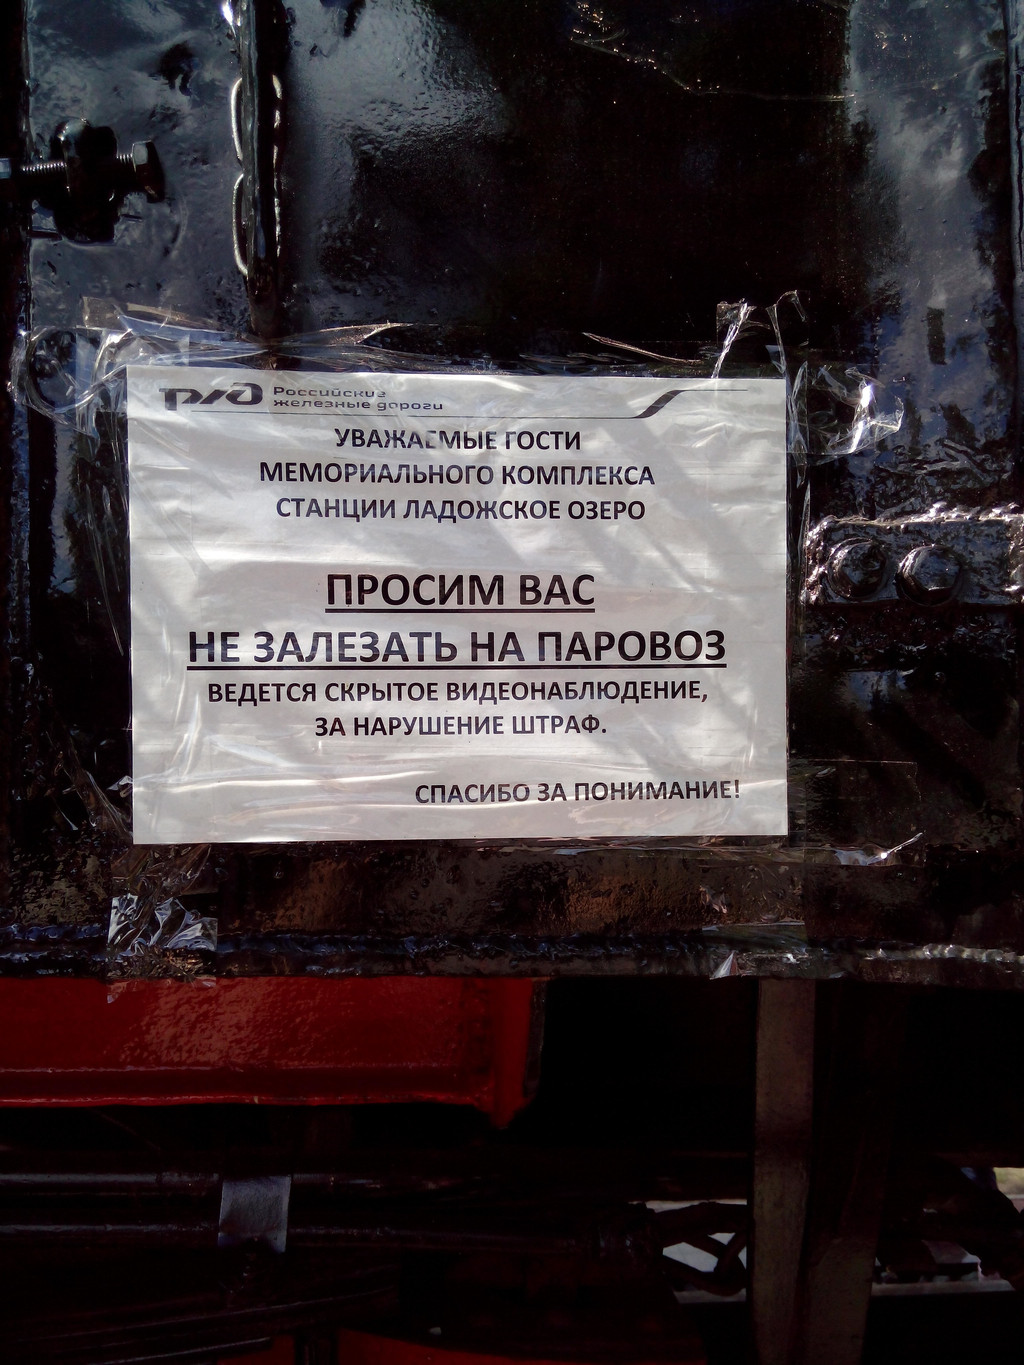 РЖД Российские
железные дороги
УВАЖАЕМЫЕ ГОСТИ
МЕМОРИАЛЬНОГО КОМПЛЕКСА
СТАНЦИИ ЛАДОЖСКОЕ ОЗЕРО
ПРОСИМ ВАС
НЕ ЗАЛЕЗАТЬ НА ПАРОВОЗ
ВЕДЕТСЯ СКРЫТОЕ ВИДЕОНАБЛЮДЕНИЕ,
ЗА НАРУШЕНИЕ ШТРАФ.
СПАСИБО ЗА ПОНИМАНИЕ!